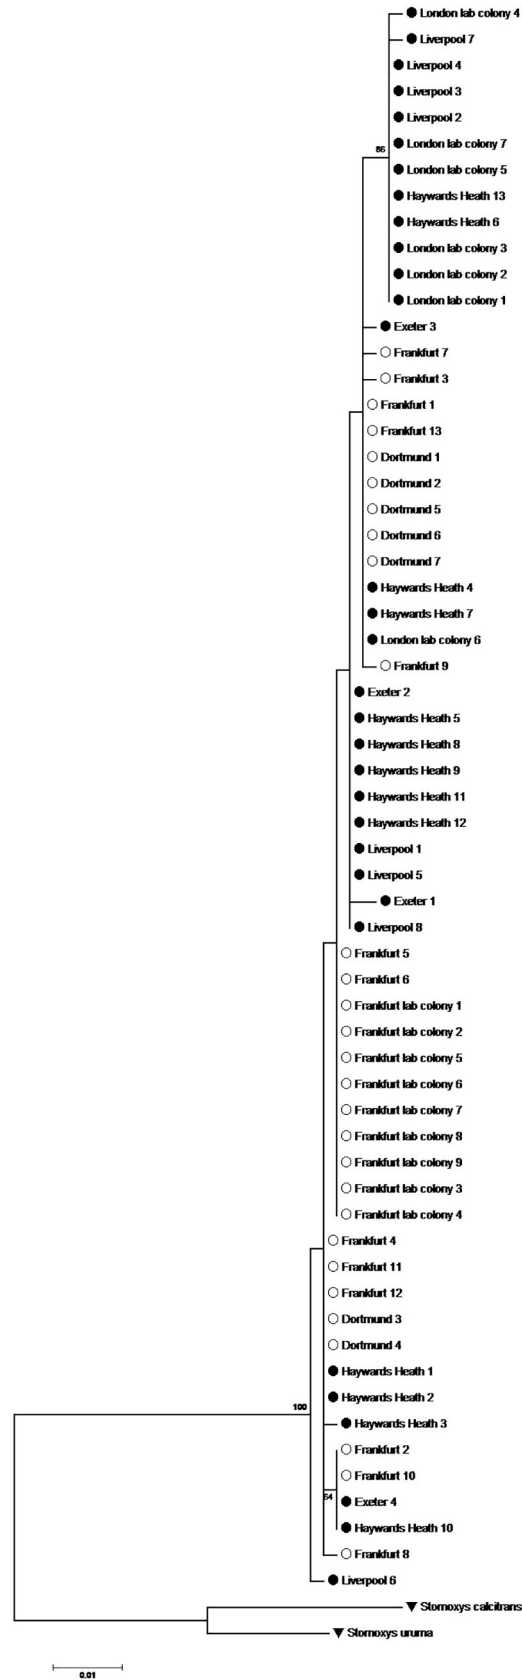 London lab colony 4
Liverpool 7
Liverpool 4
Liverpool 3
Liverpool 2
86
London lab colony 7
London lab colony 5
Haywards Heath 13
Haywards Heath 6
London lab colony 3
London lab colony 2
London lab colony 1
Exeter 3
Frankfurt 7
Frankfurt 3
Frankfurt 1
Frankfurt 13
Dortmund 1
Dortmund 2
Dortmund 5
Dortmund 6
Dortmund 7
Haywards Heath 4
Haywards Heath 7
London lab colony 6
Frankfurt 9
Exeter 2
Haywards Heath 5
Haywards Heath 8
Haywards Heath 9
Haywards Heath 11
Haywards Heath 12
Liverpool 1
Liverpool 5
Exeter 1
Liverpool 8
Frankfurt 5
Frankfurt 6
Frankfurt lab colony 1
Frankfurt lab colony 2
Frankfurt lab colony 5
Frankfurt lab colony 6
Frankfurt lab colony 7
Frankfurt lab colony 8
Frankfurt lab colony 9
Frankfurt lab colony 3
Frankfurt lab colony 4
Frankfurt 4
Frankfurt 11
Frankfurt 12
Dortmund 3
Dortmund 4
Haywards Heath 1
Haywards Heath 2
100
Haywards Heath 3
Frankfurt 2
Frankfurt 10
64
Exeter 4
Haywards Heath 10
Frankfurt 8
Liverpool 6
Stomoxys calcitrans
Stomoxys uruma
0.01